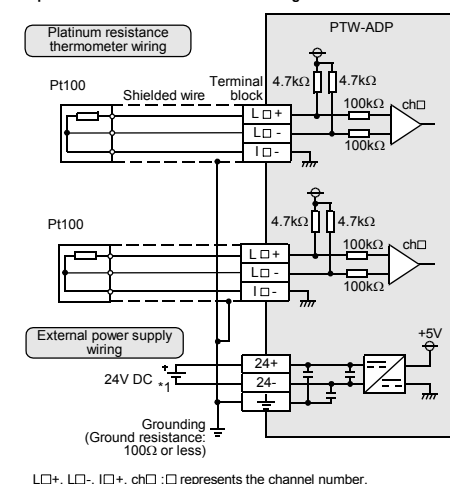 Platinum resistance
thermometer wiring
PTW-ADP
Pt100
Shielded wire
Terminal
block
4.7kΩ
4.7kΩ
100kΩ
ch□
L□+
L□-
I□-
100kΩ
Pt100
4.7kΩ
4.7kΩ
100kΩ
ch□
L□+
L□-
I□-
100kΩ
External power supply
wiring
+5V
24V DC
*1
+
24+
24-
Grounding
(Ground resistance:
100Ω or less)
L□+, L□-, I□+, ch□ :□ represents the channel number.